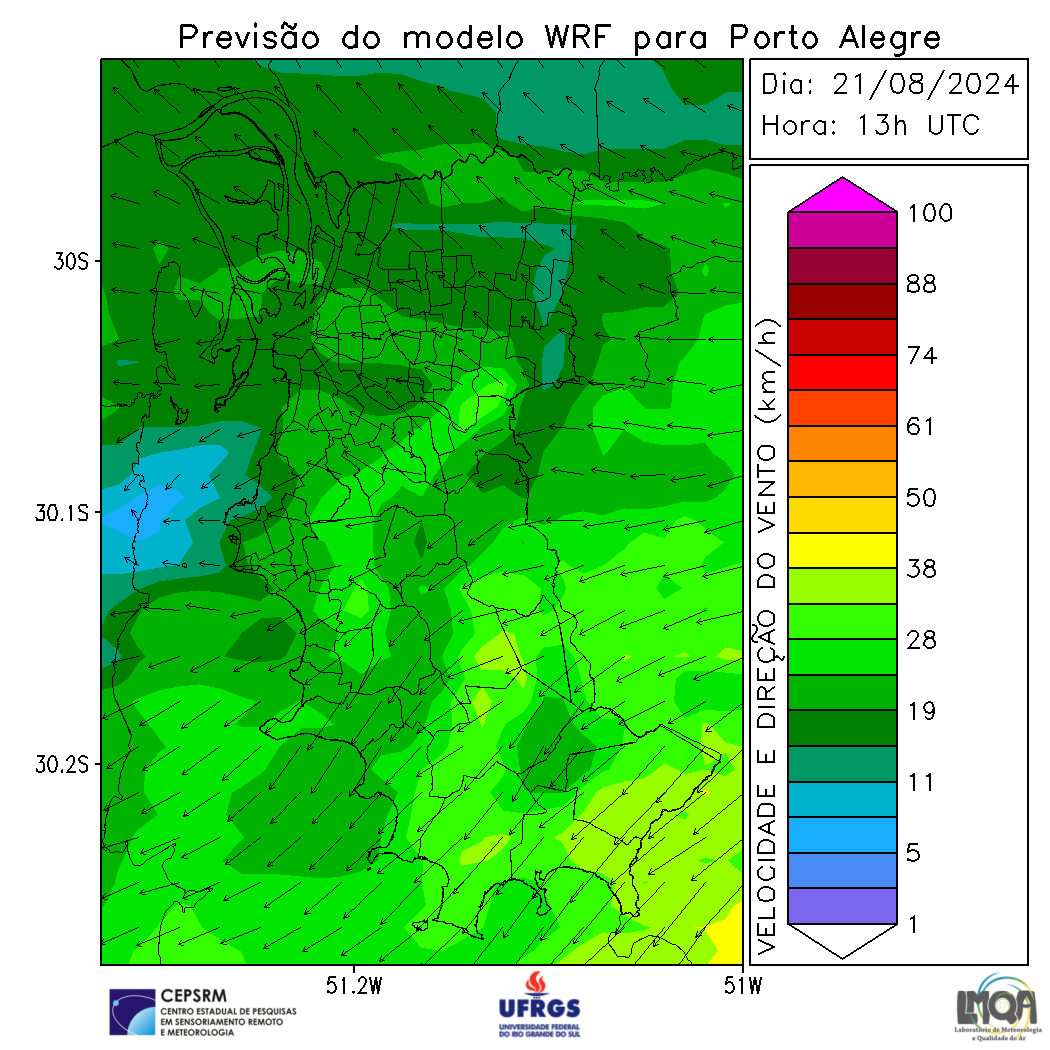 Previsão do modelo WRF para Porto Alegre
Dia: 21/08/2024
Hora: 13h UTC
30S
30.1S
30.2S
51.2W
51W
VELOCIDADE E DIREÇÃO DO VENTO (km/h)
100
88
74
61
50
38
28
19
11
5
1
CEPSRM
CENTRO ESTADUAL DE PESQUISAS
EM SENSORIAMENTO REMOTO
E METEOROLOGIA
UFRGS
UNIVERSIDADE FEDERAL
DO RIO GRANDE DO SUL
LMQA
Laboratório de Meteorologia
e Qualidade do Ar